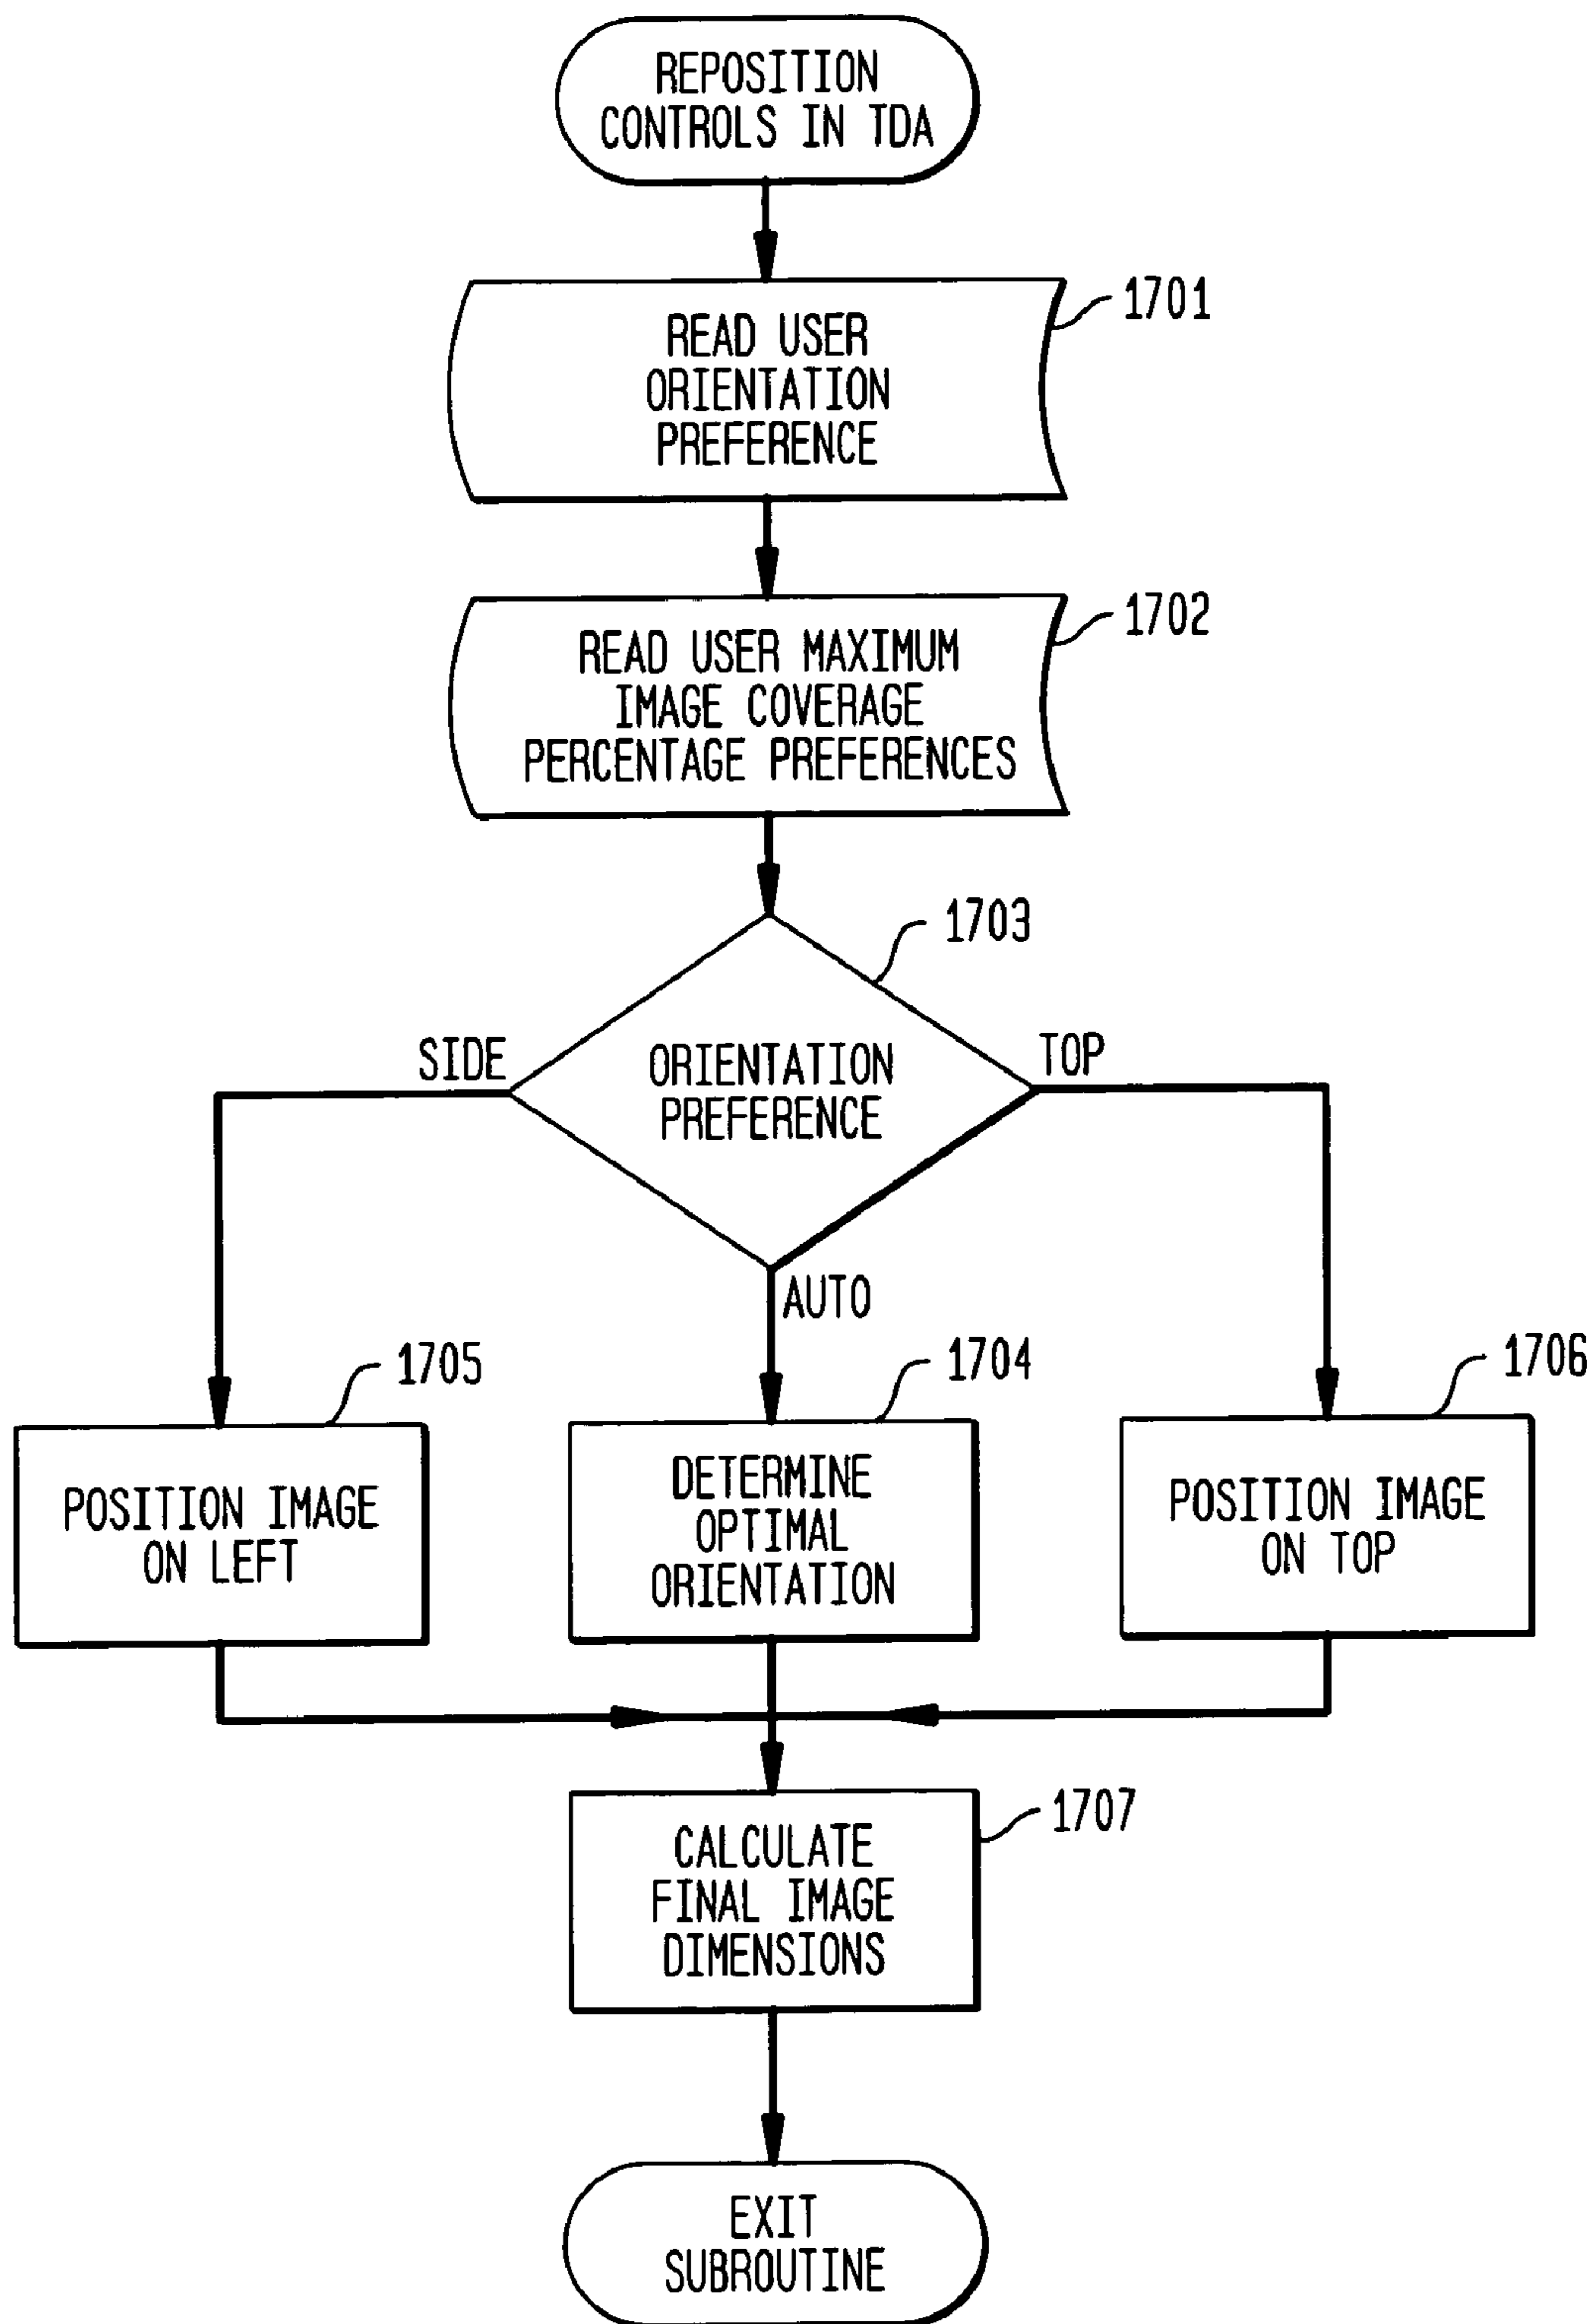 REPOSITION
CONTROLS IN TDA
1701
READ USER
ORIENTATION
PREFERENCE
1702
READ USER MAXIMUM
IMAGE COVERAGE
PERCENTAGE PREFERENCES
1703
SIDE
ORIENTATION
PREFERENCE
TOP
AUTO
1705
1704
1706
POSITION IMAGE
ON LEFT
DETERMINE
OPTIMAL
ORIENTATION
POSITION IMAGE
ON TOP
1707
CALCULATE
FINAL IMAGE
DIMENSIONS
EXIT
SUBROUTINE